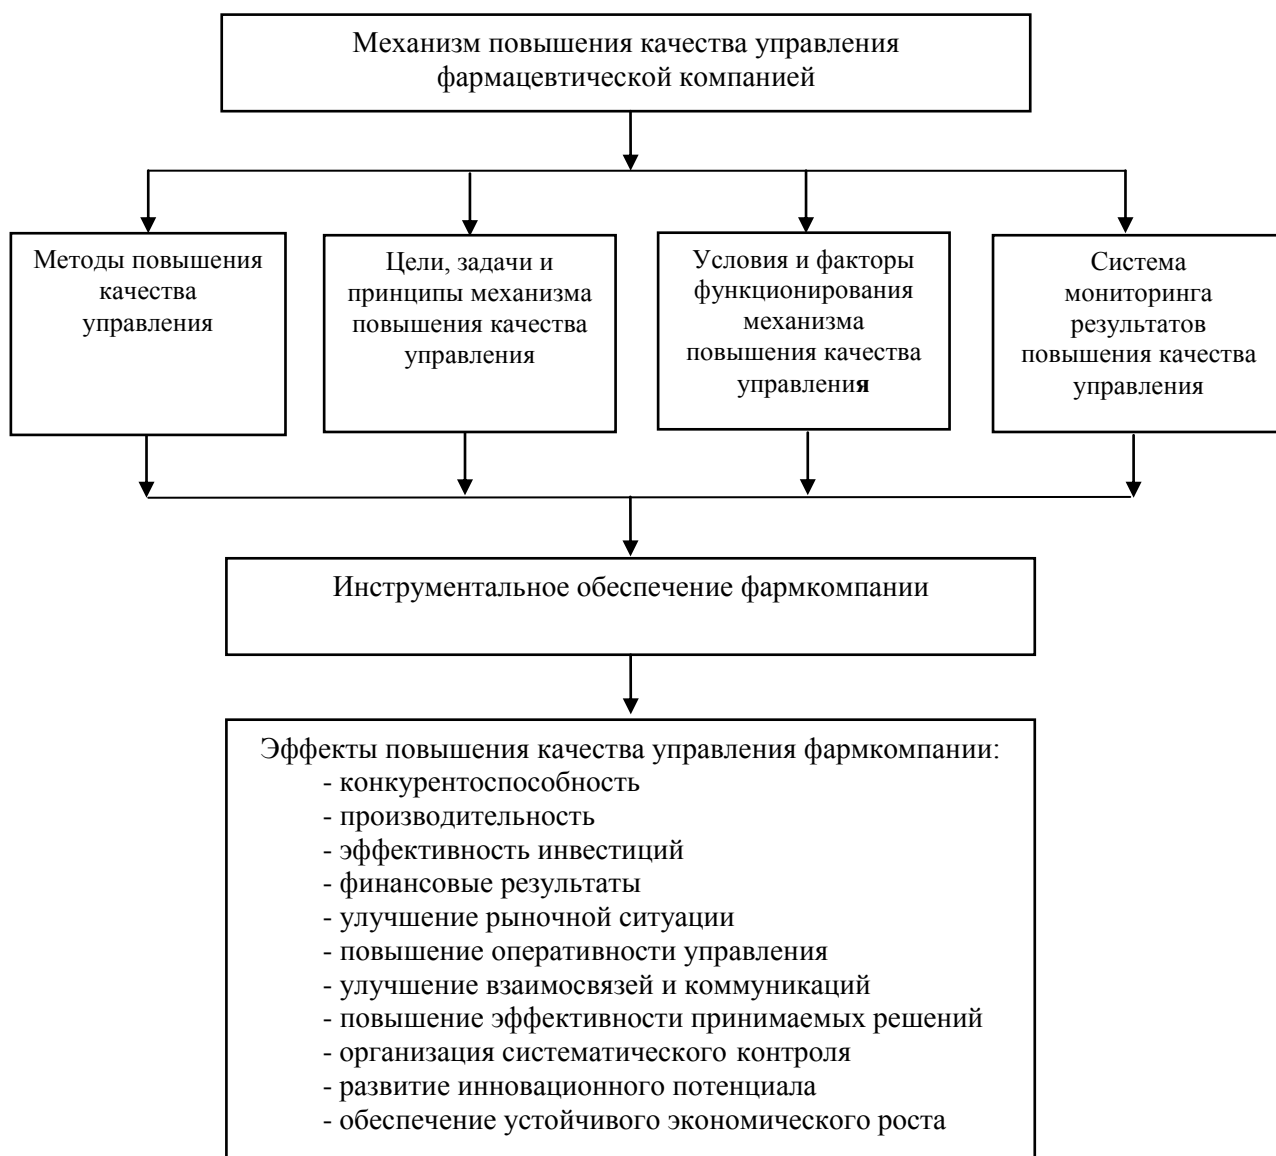 Механизм повышения качества управления
фармацевтической компанией
Методы повышения
качества
управления
Цели, задачи и
принципы механизма
повышения качества
управления
Условия и факторы
функционирования
механизма
повышения качества
управления
Система
мониторинга
результатов
повышения качества
управления
Инструментальное обеспечение фармкомпании
Эффекты повышения качества управления фармкомпании:
- конкурентоспособность
- производительность
- эффективность инвестиций
- финансовые результаты
- улучшение рыночной ситуации
- повышение оперативности управления
- улучшение взаимосвязей и коммуникаций
- повышение эффективности принимаемых решений
- организация систематического контроля
- развитие инновационного потенциала
- обеспечение устойчивого экономического роста